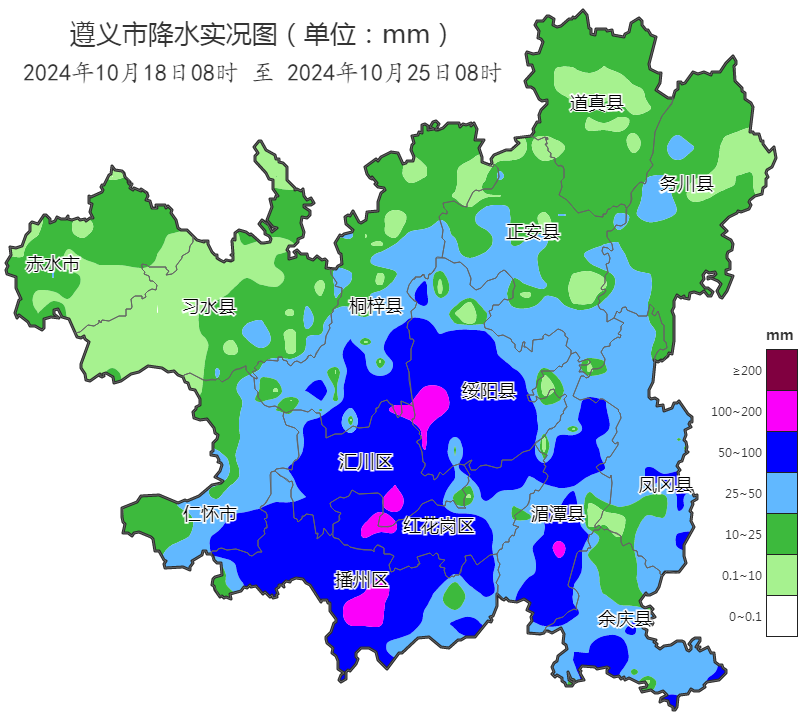 遵义市降水实况图（单位：mm）
2024年10月18日08时 至 2024年10月25日08时
道真县
务川县
正安县
赤水市
习水县
桐梓县
绥阳县
汇川区
凤冈县
仁怀市
红花岗区
湄潭县
播州区
余庆县
mm
≥200
100~200
50~100
25~50
10~25
0.1~10
0~0.1